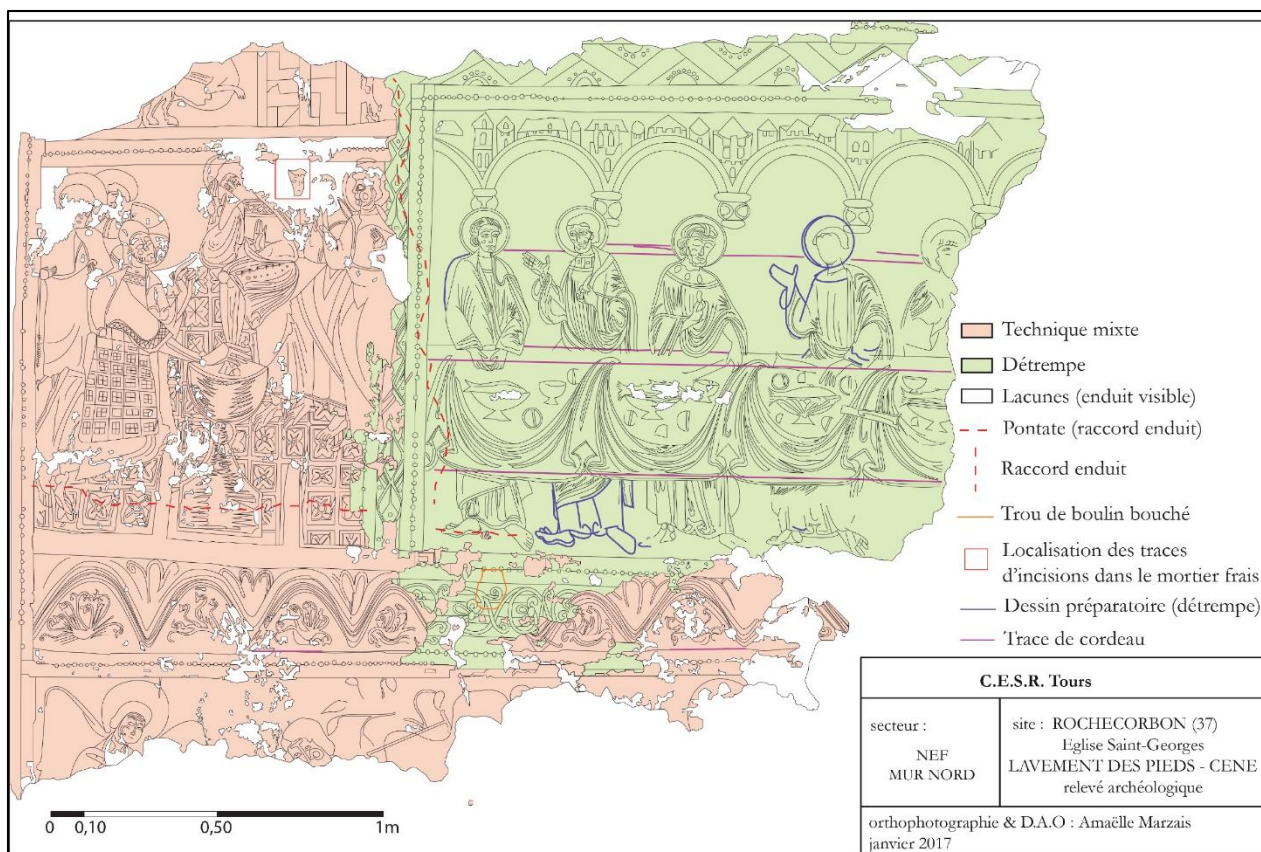 Technique mixte
Détrempe
Lacunes (enduit visible)
Pontate (raccord enduit)
Raccord enduit
Trou de boulin bouché
Localisation des traces
d'incisions dans le mortier frais
Dessin préparatoire (détrempe)
Trace de cordeau
C.E.S.R. Tours
secteur :
NEF
MUR NORD
site : ROCHECORBON (37)
Eglise Saint-Georges
LAVEMENT DES PIEDS - CENE
relevé archéologique
orthophotographie & D.A.O : Amaëlle Marzais
janvier 2017
0 0,10 0,50 1m